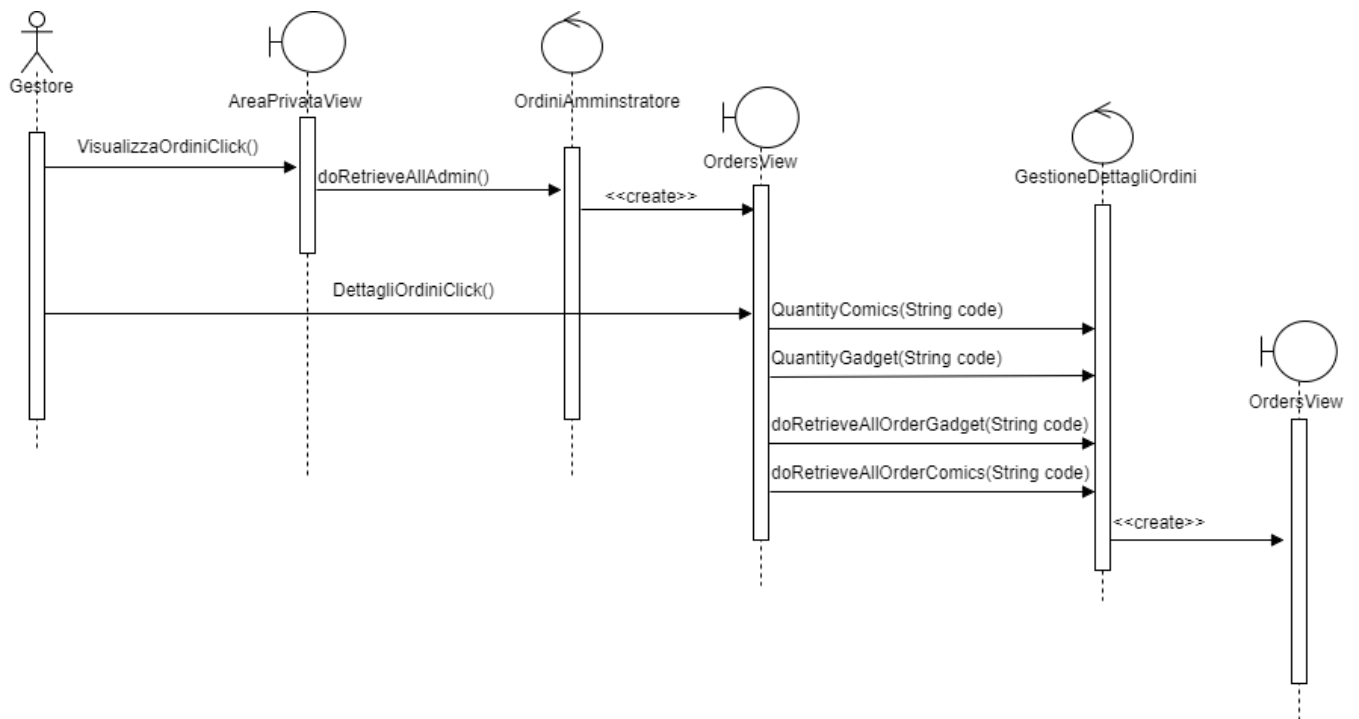 Gestore
AreaPrivataView
OrdiniAmminstratore
OrdersView
GestioneDettagliOrdini
VisualizzaOrdiniClick()
doRetrieveAllAdmin()
<<create>>
DettagliOrdiniClick()
QuantityComics(String code)
QuantityGadget(String code)
OrdersView
doRetrieveAllOrderGadget(String code)
doRetrieveAllOrderComics(String code)
<<create>>